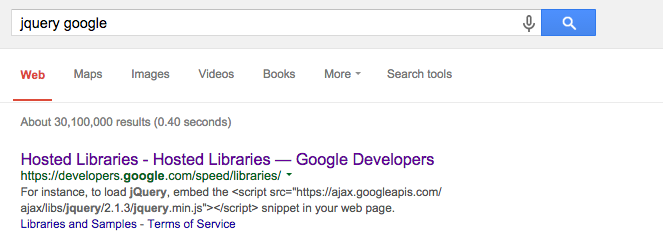 jquery google
Web Maps Images Videos Books More Search tools
About 30,100,000 results (0.40 seconds)
Hosted Libraries - Hosted Libraries — Google Developers
https://developers.google.com/speed/libraries/
For instance, to load jQuery, embed the <script src="https://ajax.googleapis.com/
ajax/libs/jquery/2.1.3/jquery.min.js"></script> snippet in your web page.
Libraries and Samples - Terms of Service